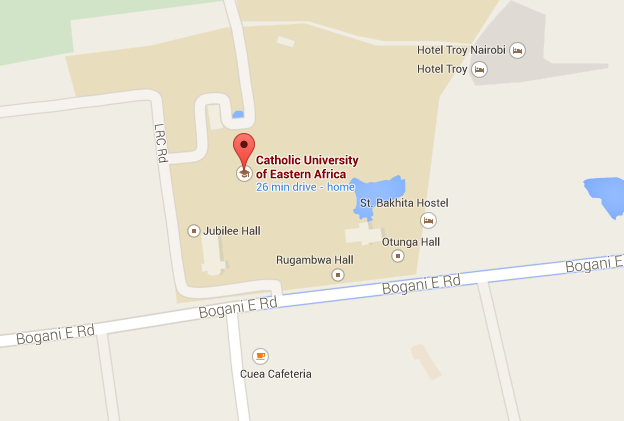 Hotel Troy Nairobi
Hotel Troy
LRC Rd
Catholic University
of Eastern Africa
26 min drive - home
St. Bakhita Hostel
Jubilee Hall
Otunga Hall
Rugambwa Hall
Bogani E
Bogani E Rd
Bogani E Rd
Bogani E Rd
Cuea Cafeteria